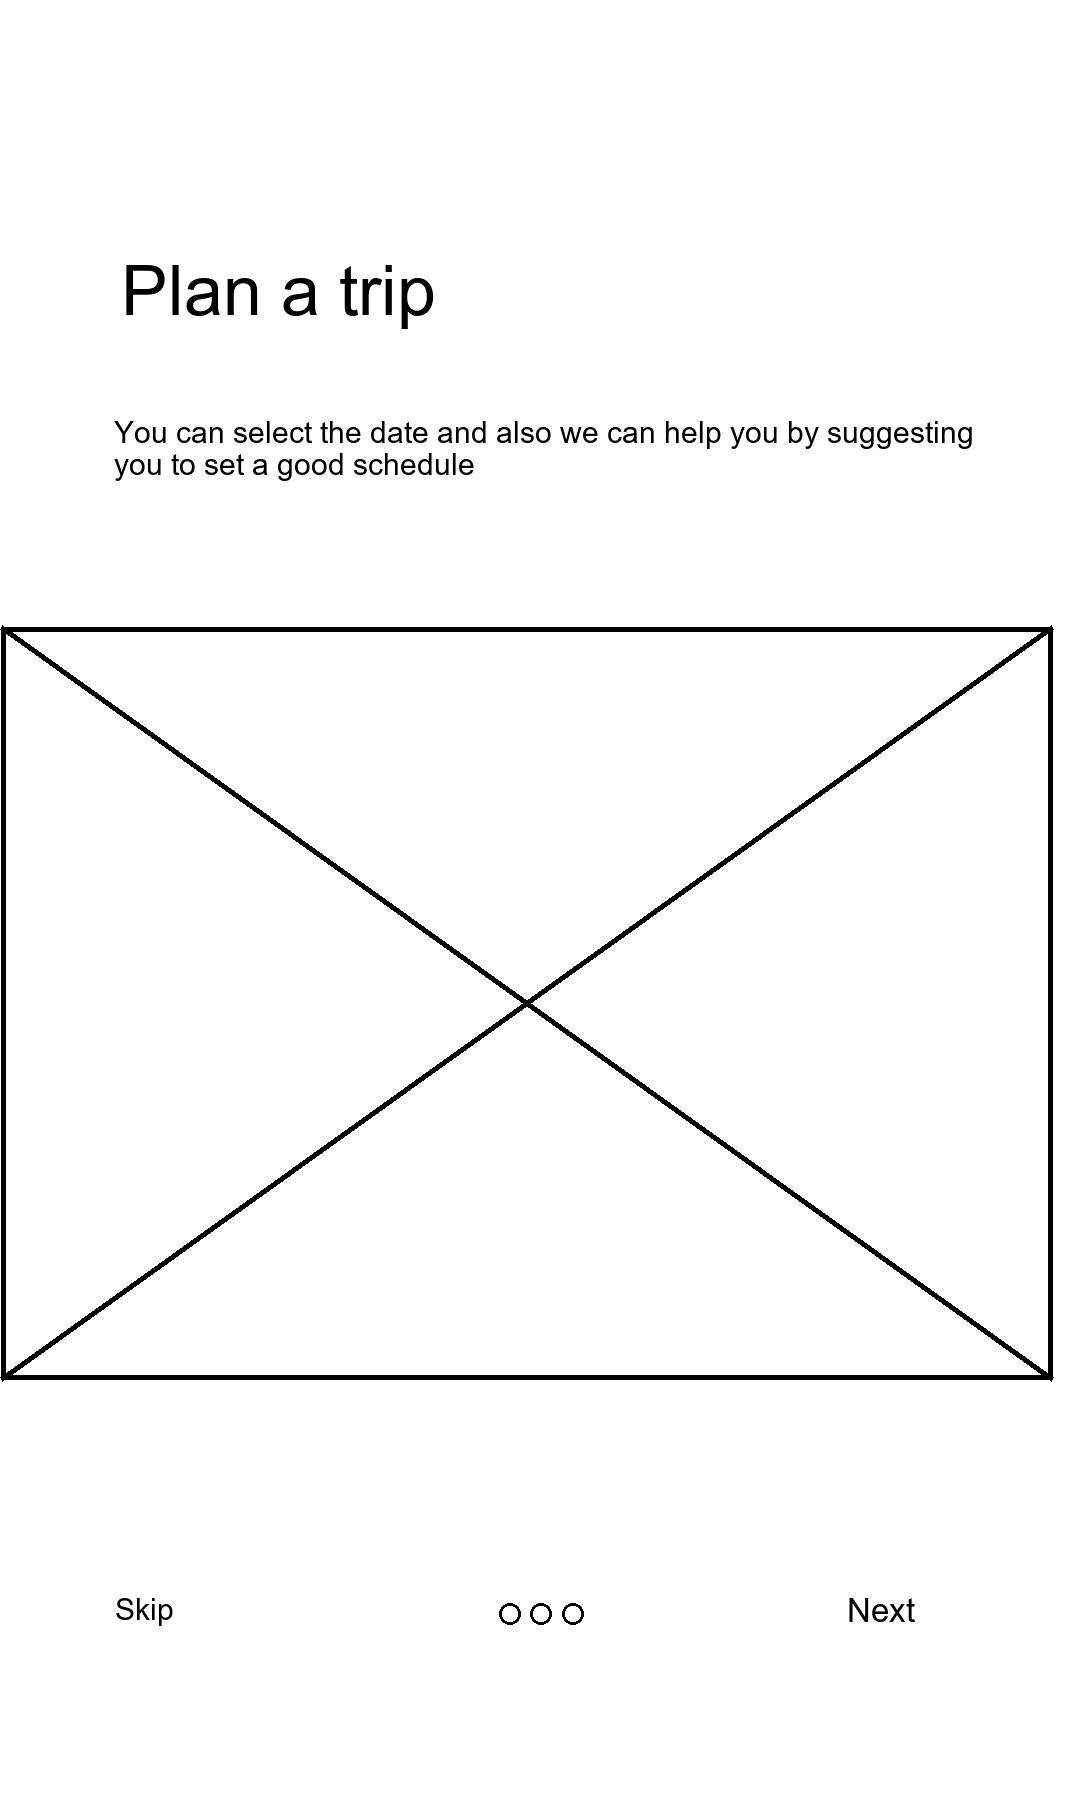 Plan a trip
You can select the date and also we can help you by suggesting
you to set a good schedule
Skip
Next